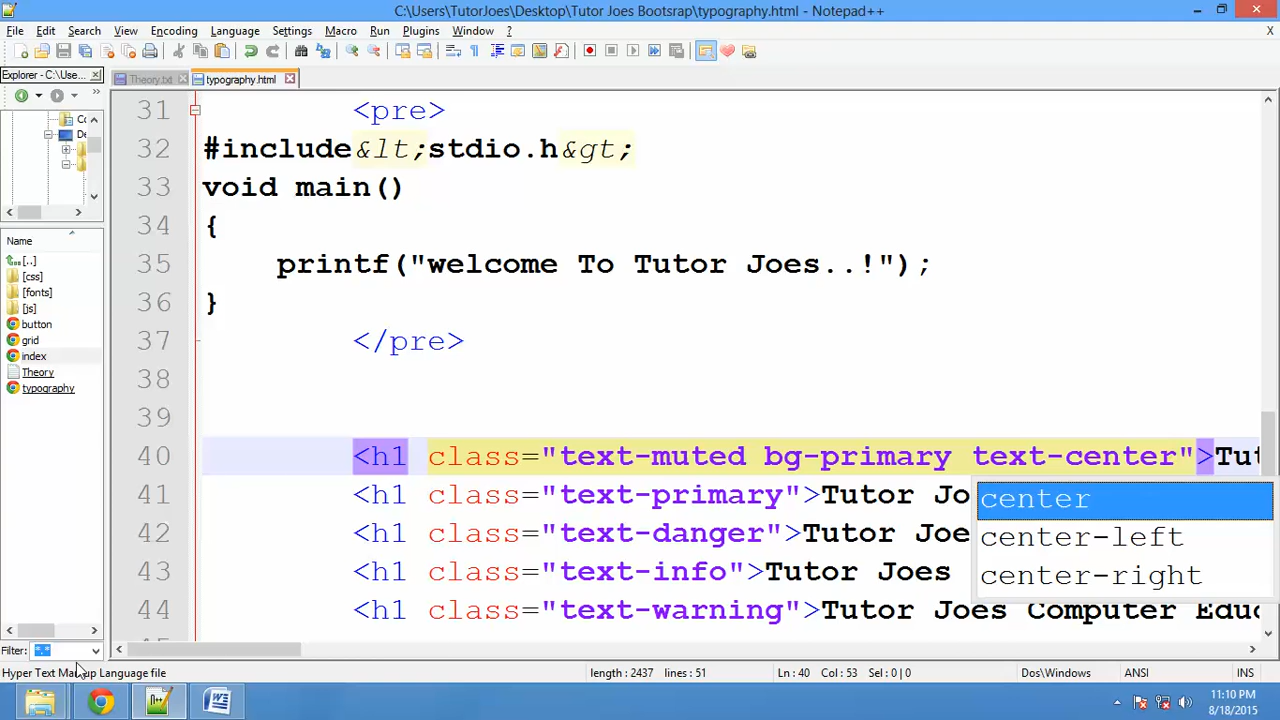 C:\Users\TutorJoes\Desktop\Tutor Joes Bootsrap\typography.html - Notepad++
File Edit Search View Encoding Language Settings Macro Run Plugins Window ? X
Explorer - C:\Use...
Theory.txt typography.html
Name
[..]
[css]
[fonts]
[js]
button
grid
index
Theory
typography
Filter: *.*
31 <pre>
32 #include&lt;stdio.h&gt;
33 void main()
34 {
35 printf("welcome To Tutor Joes..!");
36 }
37 </pre>
38
39
40 <h1 class="text-muted bg-primary text-center">Tut
41 <h1 class="text-primary">Tutor Jo
42 <h1 class="text-danger">Tutor Joe
43 <h1 class="text-info">Tutor Joes
44 <h1 class="text-warning">Tutor Joes Computer Educ
center
center-left
center-right
Hyper Text Markup Language file length : 2437 lines : 51 Ln : 40 Col : 53 Sel : 0 | 0 Dos\Windows ANSI INS
11:10 PM
8/18/2015